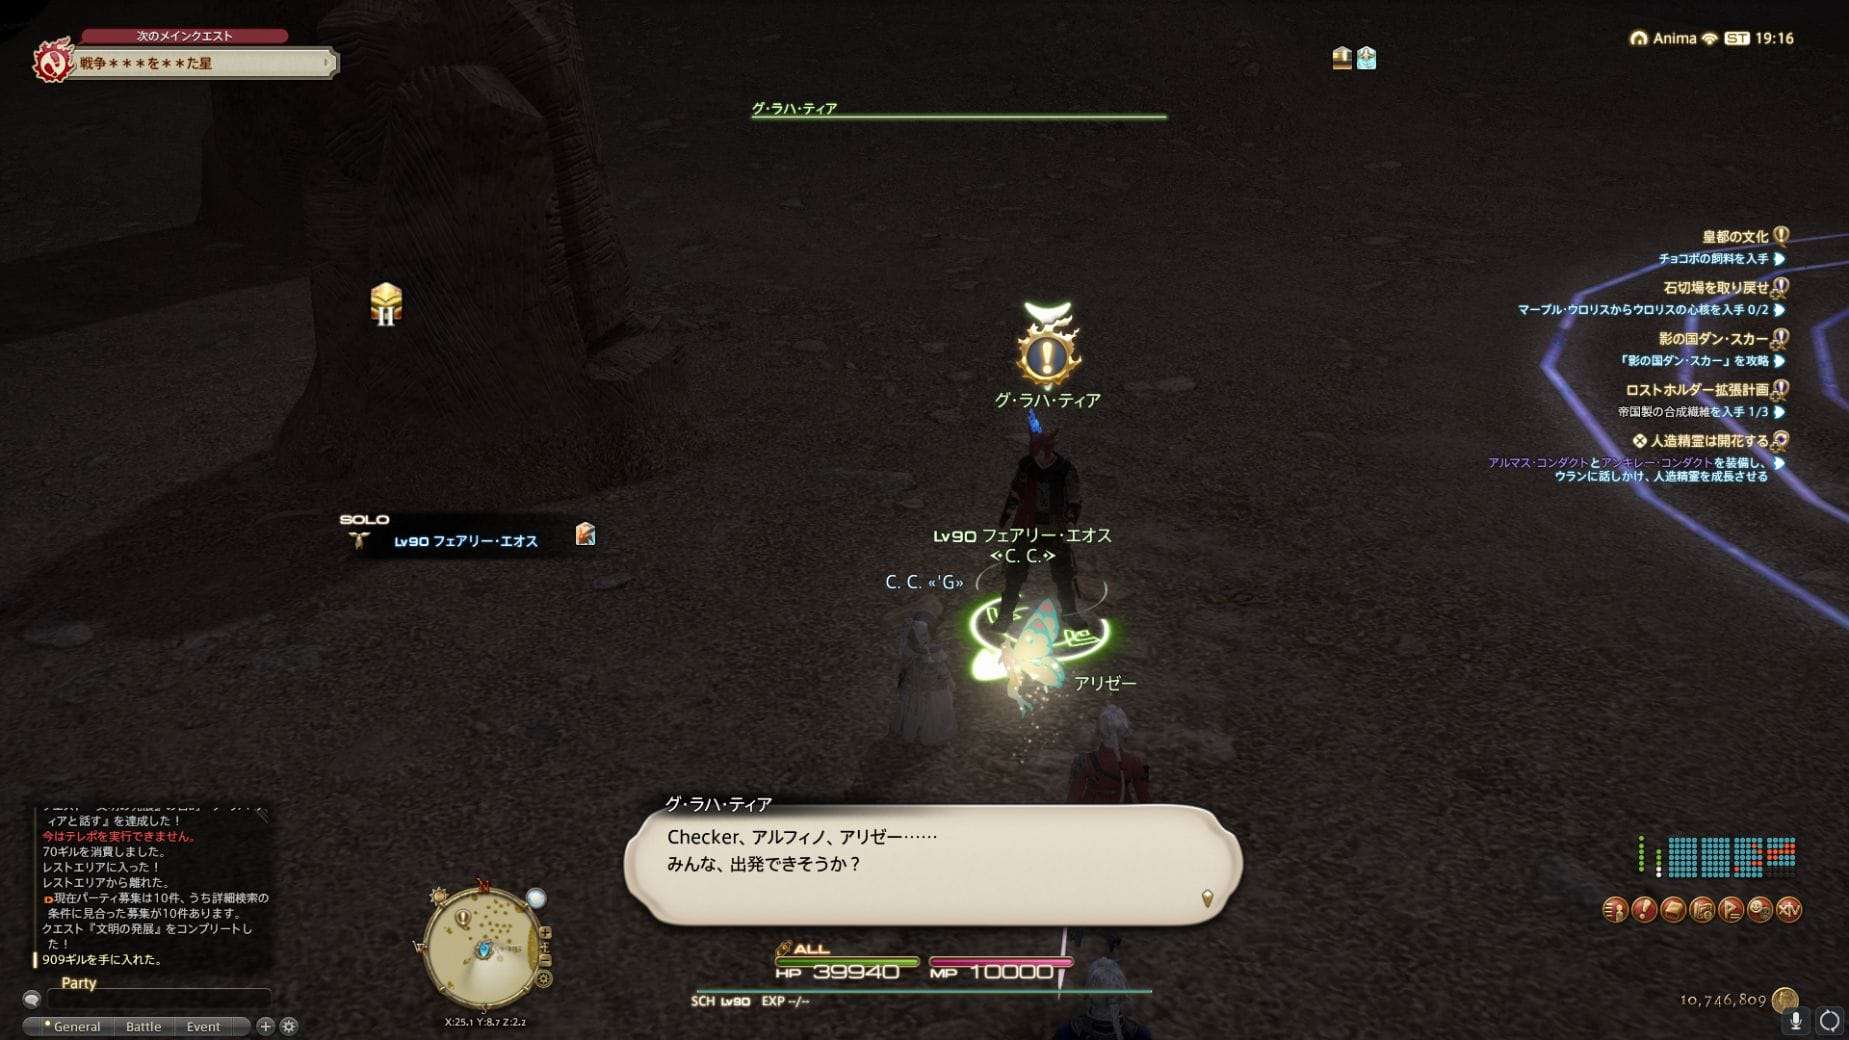 次のメインクエスト
戦争＊＊＊を＊＊た星
Anima ST 19:16
グ・ラハ・ティア
皇都の文化
チョコボの飼料を入手
石切場を取り戻せ
マーブル・ウロリスからウロリスの心核を入手 0/2
影の国ダン・スカー
「影の国ダン・スカー」を攻略
ロストホルダー拡張計画
帝国製の合成繊維を入手 1/3
人造精霊は開花する
アルマス・コンダクトとアンキレー・コンダクトを装備し、
ウランに話しかけ、人造精霊を成長させる
H
グ・ラハ・ティア
SOLO
Lv90 フェアリー・エオス
Lv90 フェアリー・エオス
«C. C.»
C. C. «'G»
アリゼー
グ・ラハ・ティア
Checker、アルフィノ、アリゼー……
みんな、出発できそうか？
ィアと話す』を達成した！
今はテレポを実行できません。
70ギルを消費しました。
レストエリアに入った！
レストエリアから離れた。
現在パーティ募集は10件、うち詳細検索の
条件に見合った募集が10件あります。
クエスト『文明の発展』をコンプリートし
た！
909ギルを手に入れた。
Party
General Battle Event
N
X:25.1 Y:8.7 Z:2.2
ALL
HP 39940 MP 10000
SCH Lv90 EXP --/--
XIV
10,746,809